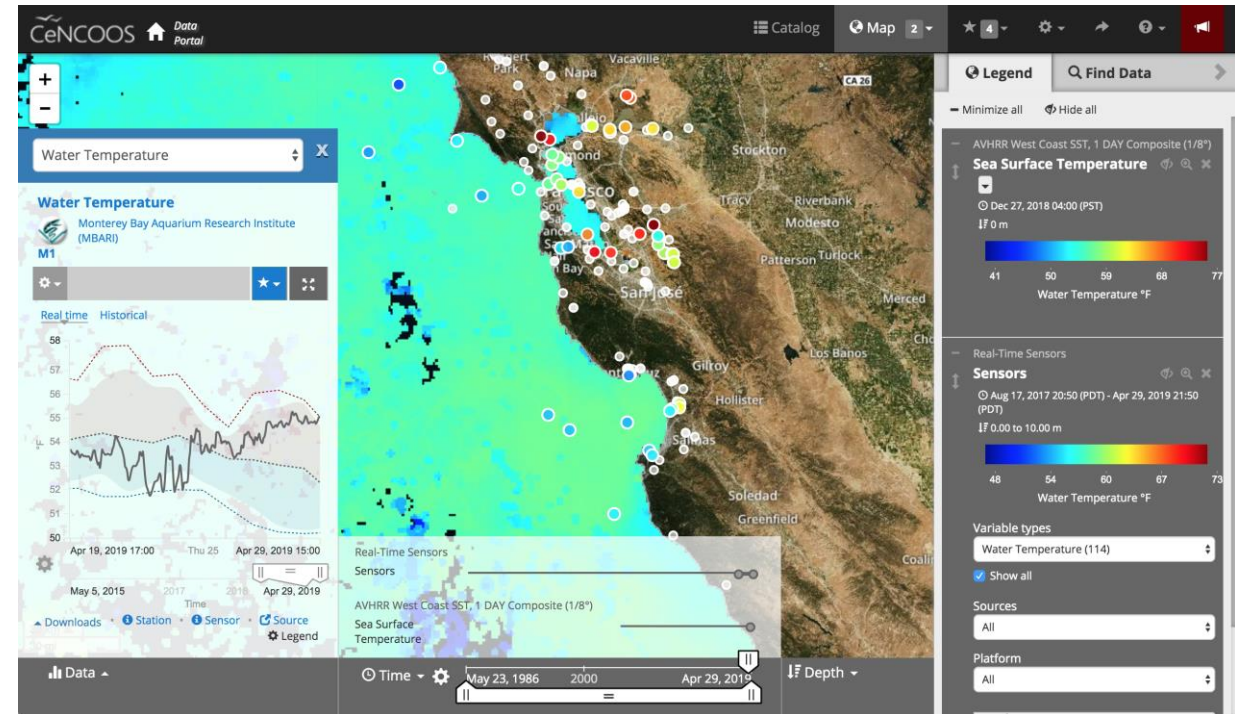 CeNCOOS Data Portal
Catalog
Map 2
4
Legend
Find Data
Minimize all Hide all
AVHRR West Coast SST, 1 DAY Composite (1/8°)
Sea Surface Temperature
Dec 27, 2018 04:00 (PST)
0 m
41 50 59 68 77
Water Temperature °F
Real-Time Sensors
Sensors
Aug 17, 2017 20:50 (PDT) - Apr 29, 2019 21:50
(PDT)
0.00 to 10.00 m
48 54 60 67 73
Water Temperature °F
Variable types
Water Temperature (114)
Show all
Sources
All
Platform
All
+
−
Water Temperature
X
Water Temperature
Monterey Bay Aquarium Research Institute
(MBARI)
M1
Real time Historical
58
57
56
55
54
53
52
51
50
°F
Apr 19, 2019 17:00 Thu 25 Apr 29, 2019 15:00
May 5, 2015 2017 2018 Apr 29, 2019
Time
Downloads Station Sensor Source
Legend
Park
Napa
Vacaville
CA 26
Stockton
Tracy
Riverbank
Modesto
Patterson
Turlock
San José
Merced
Los Banos
Gilroy
Hollister
Salinas
Soledad
Greenfield
Real-Time Sensors
Sensors
AVHRR West Coast SST, 1 DAY Composite (1/8°)
Sea Surface
Temperature
Data
Time
May 23, 1986 2000 Apr 29, 2019
Depth